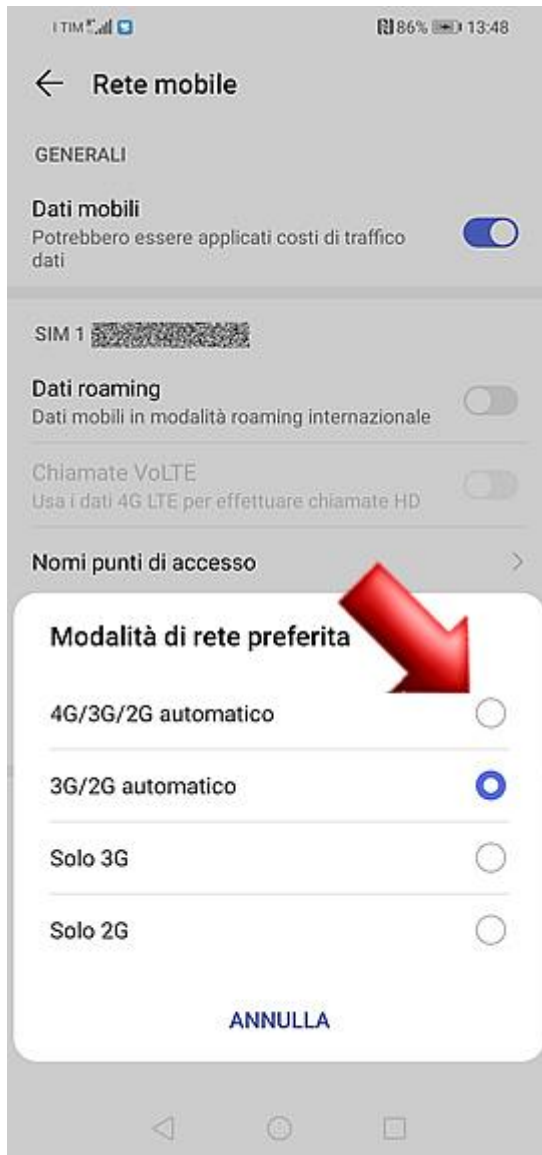 I TIM
86% 13:48
Rete mobile
GENERALI
Dati mobili
Potrebbero essere applicati costi di traffico
dati
SIM 1
Dati roaming
Dati mobili in modalità roaming internazionale
Chiamate VoLTE
Usa i dati 4G LTE per effettuare chiamate HD
Nomi punti di accesso
Modalità di rete preferita
4G/3G/2G automatico
3G/2G automatico
Solo 3G
Solo 2G
ANNULLA